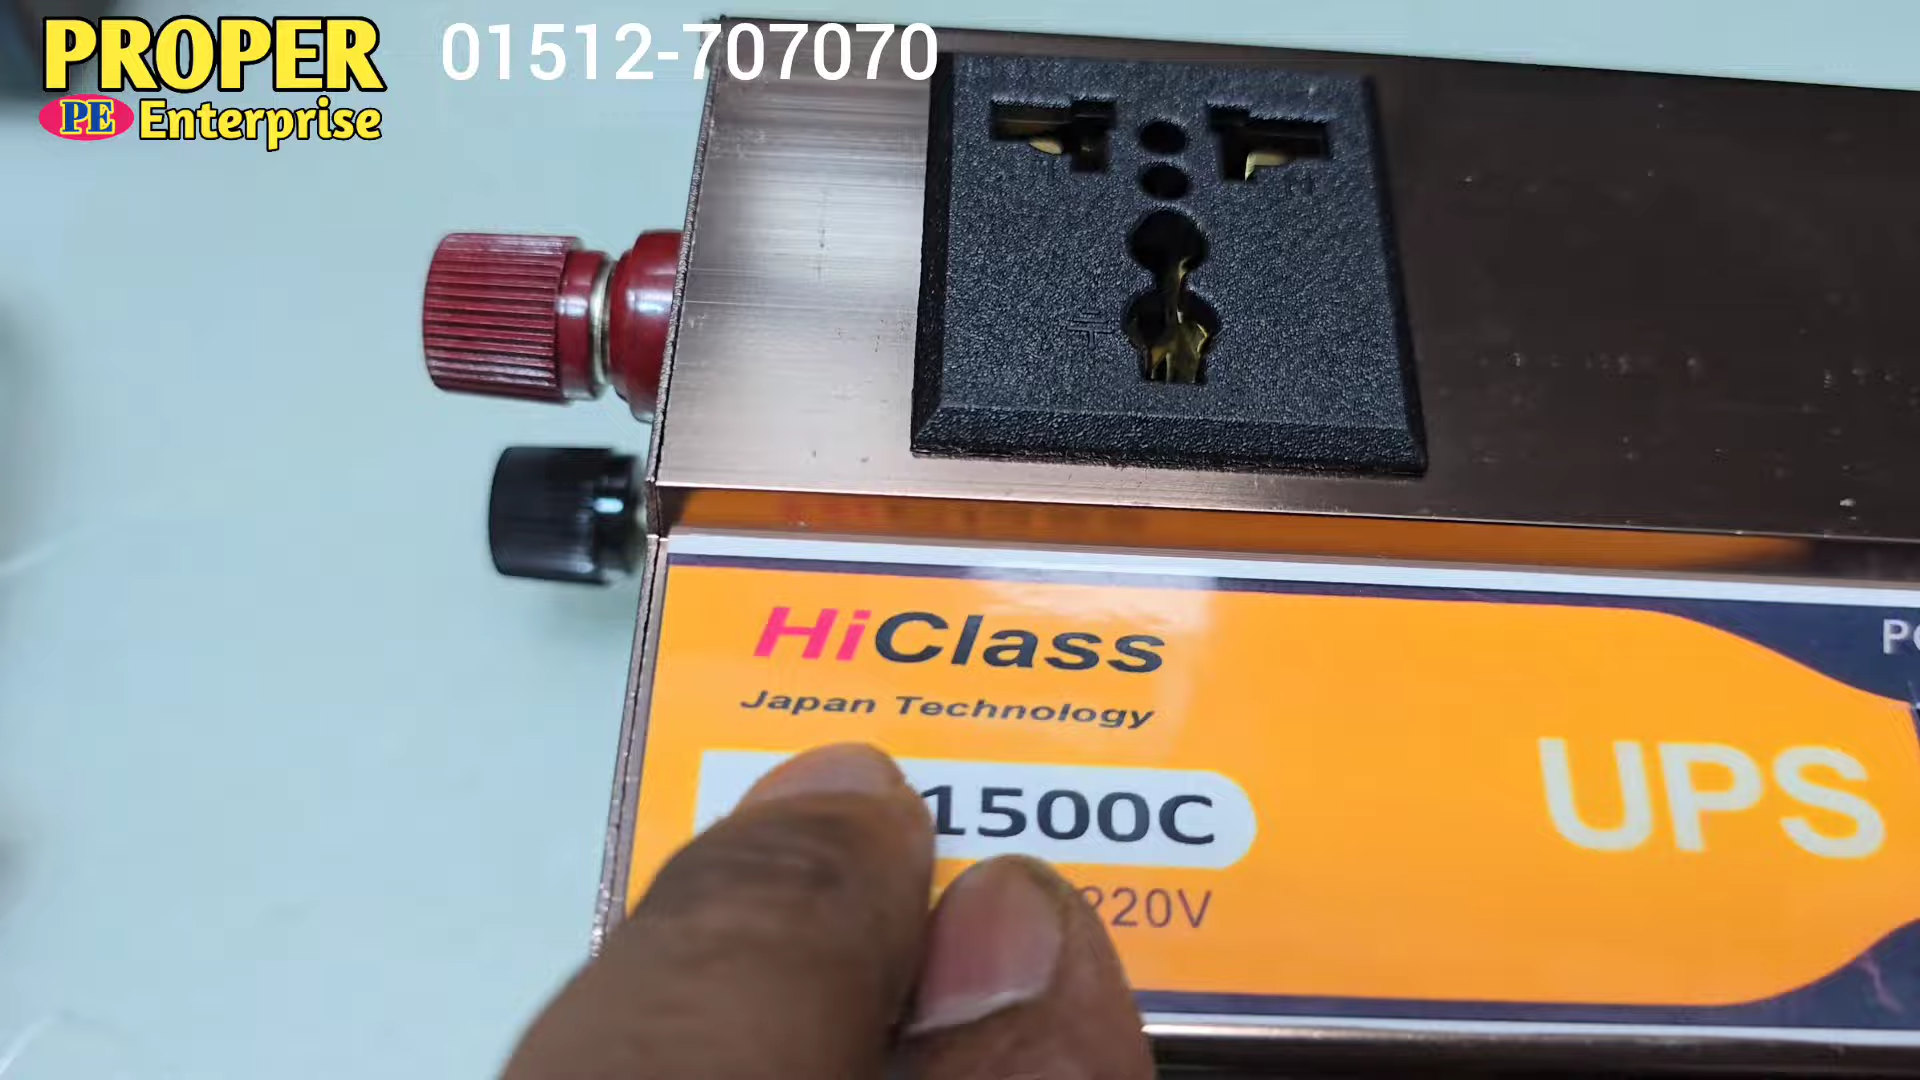 PROPER
PE Enterprise
01512-707070
HiClass
Japan Technology
1500C
220V
UPS